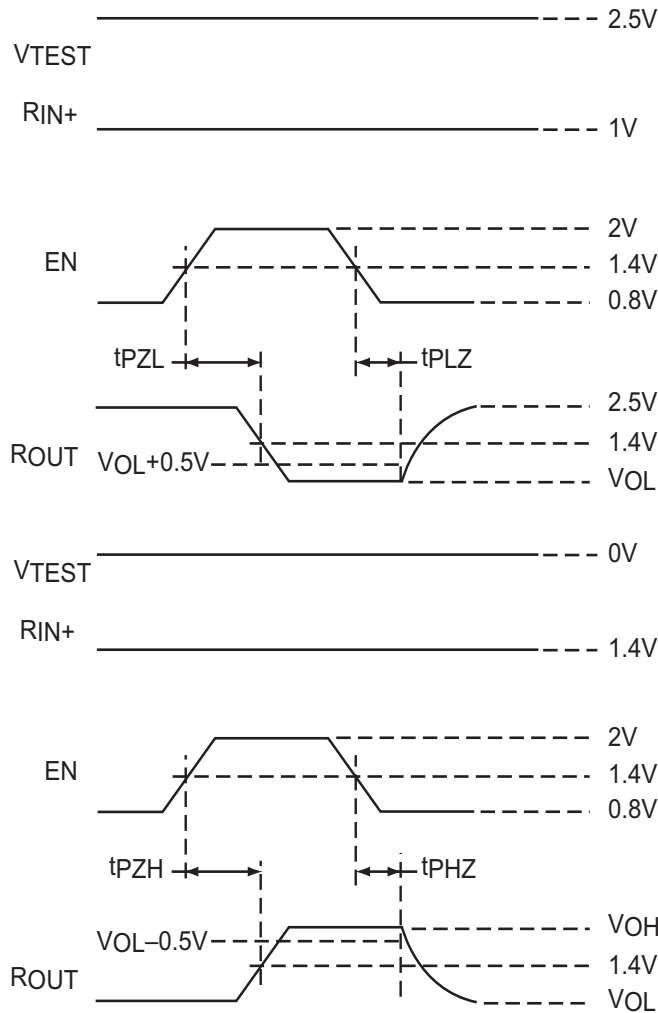 2.5V
VTEST
RIN+
1V
2V
EN
1.4V
0.8V
tPZL
tPLZ
2.5V
1.4V
ROUT
VOL+0.5V
VOL
0V
VTEST
RIN+
1.4V
2V
EN
1.4V
0.8V
tPZH
tPHZ
VOH
VOL–0.5V
1.4V
ROUT
VOL